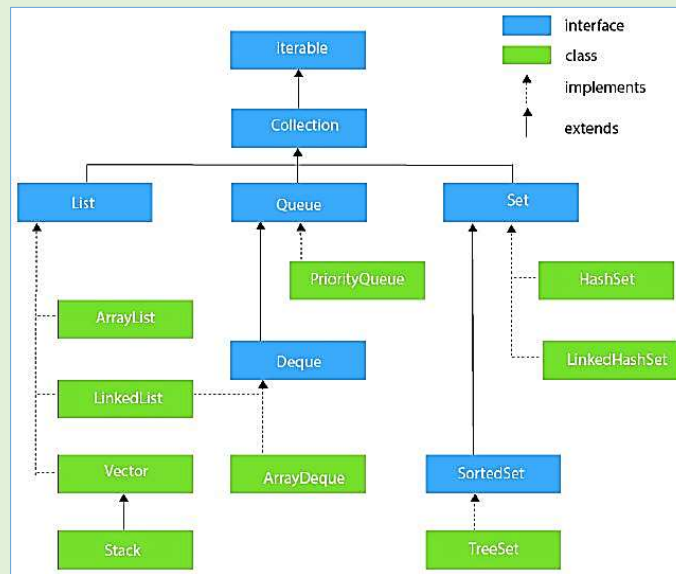 Iterable
interface
class
implements
extends
Collection
List
Queue
Set
PriorityQueue
HashSet
ArrayList
Deque
LinkedHashSet
LinkedList
Vector
ArrayDeque
SortedSet
Stack
TreeSet